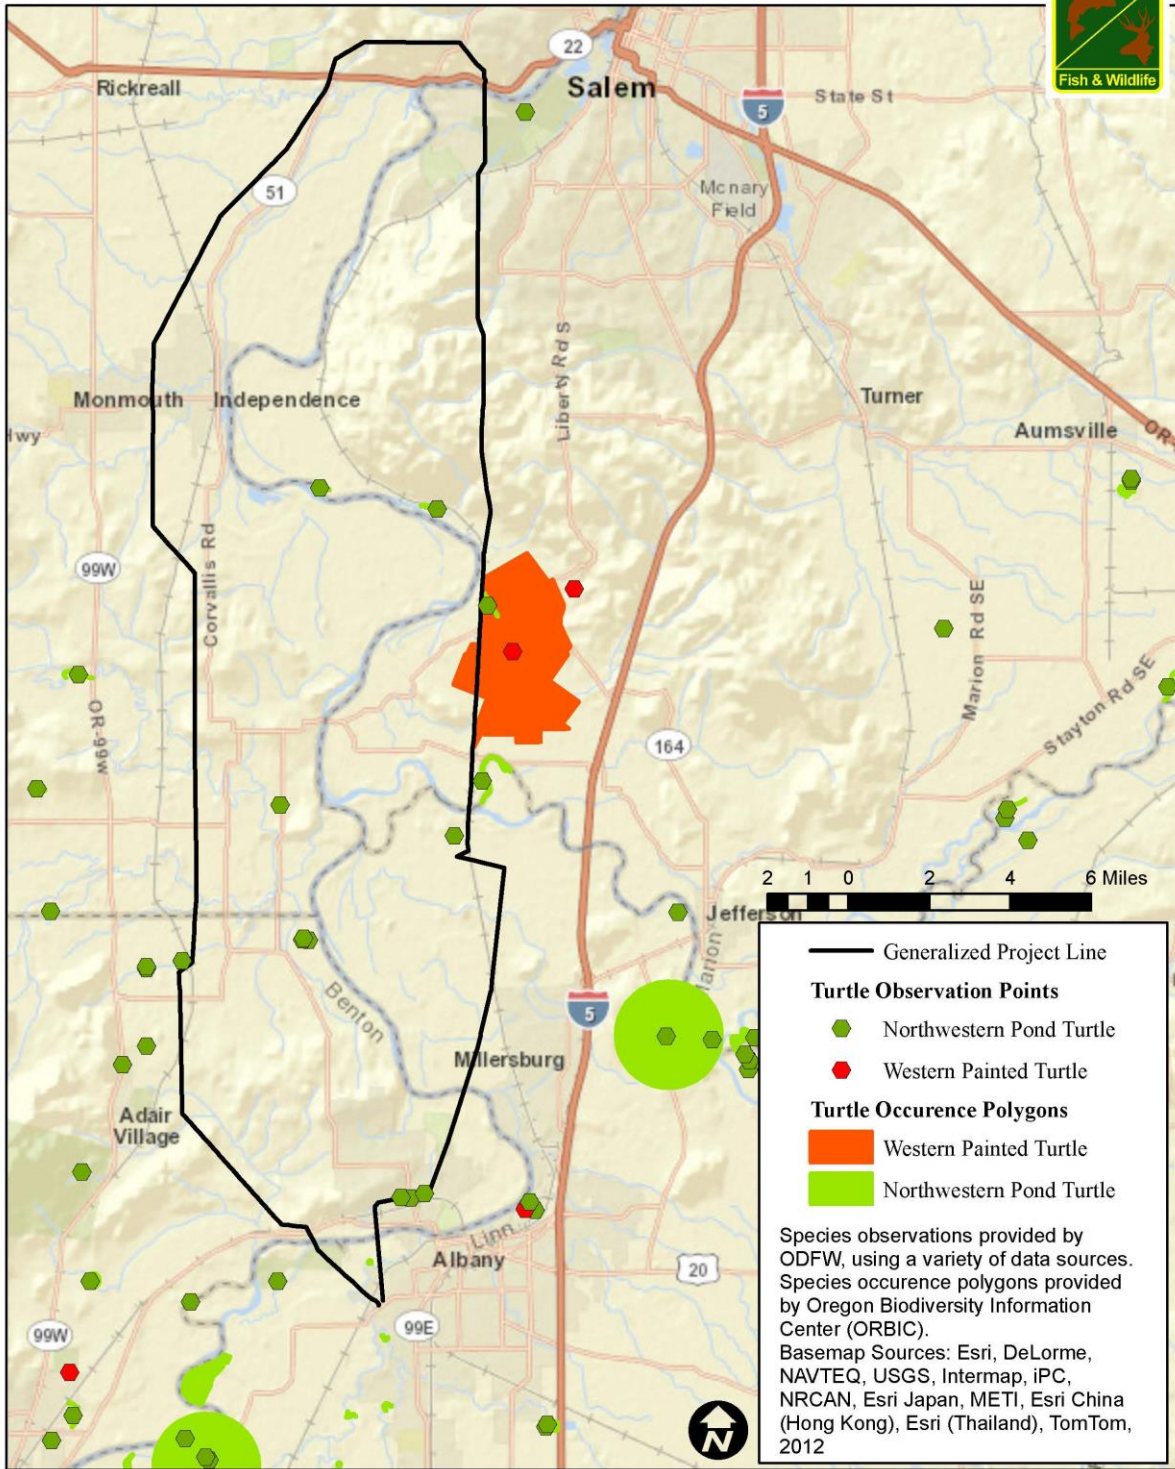 Fish & Wildlife
22
Salem
Rickreall
State St
5
Mcnary
Field
51
Liberty Rd S
Monmouth
Independence
Turner
Aumsville
Hwy
OR-
Corvallis Rd
99W
Marion Rd SE
OR-99W
Stayton Rd SE
164
2 1 0 2 4 6 Miles
Jefferson
Marion
Benton
5
Millersburg
Adair
Village
Linn
Albany
20
99E
99W
N
Generalized Project Line
Turtle Observation Points
Northwestern Pond Turtle
Western Painted Turtle
Turtle Occurence Polygons
Western Painted Turtle
Northwestern Pond Turtle
Species observations provided by
ODFW, using a variety of data sources.
Species occurence polygons provided
by Oregon Biodiversity Information
Center (ORBIC).
Basemap Sources: Esri, DeLorme,
NAVTEQ, USGS, Intermap, iPC,
NRCAN, Esri Japan, METI, Esri China
(Hong Kong), Esri (Thailand), TomTom,
2012